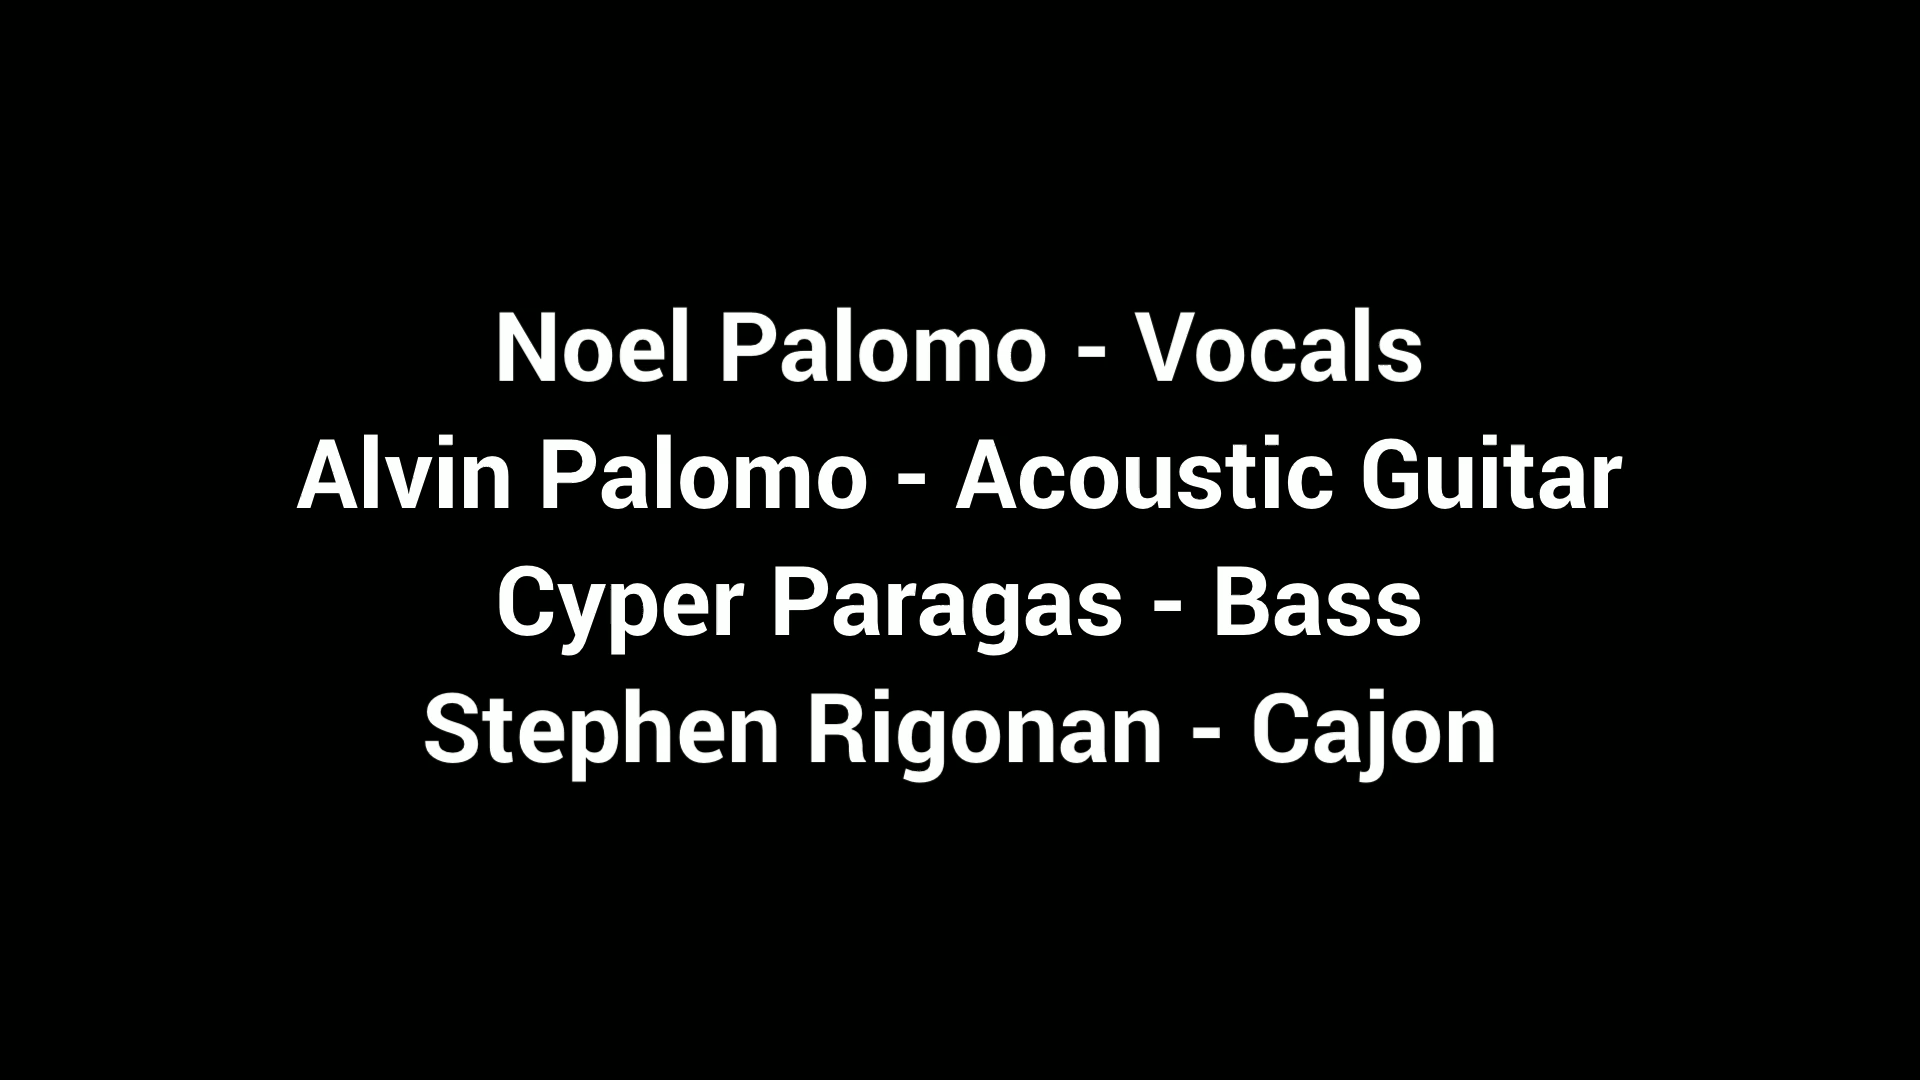 Noel Palomo - Vocals
Alvin Palomo - Acoustic Guitar
Cyper Paragas - Bass
Stephen Rigonan - Cajon